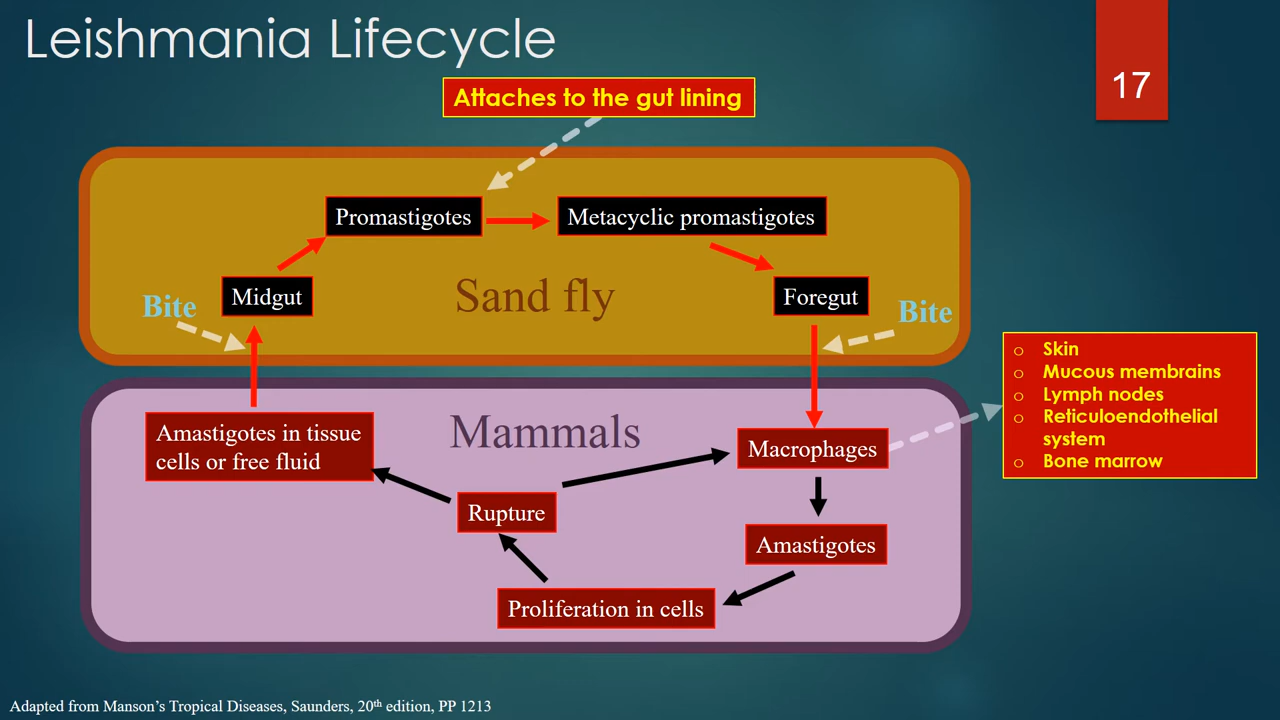 Leishmania Lifecycle
17
Attaches to the gut lining
Promastigotes
Metacyclic promastigotes
Midgut
Sand fly
Foregut
Bite
Bite
Skin
Mucous membrains
Lymph nodes
Reticuloendothelial
system
Bone marrow
Amastigotes in tissue
cells or free fluid
Mammals
Macrophages
Rupture
Amastigotes
Proliferation in cells
Adapted from Manson’s Tropical Diseases, Saunders, 20th edition, PP 1213